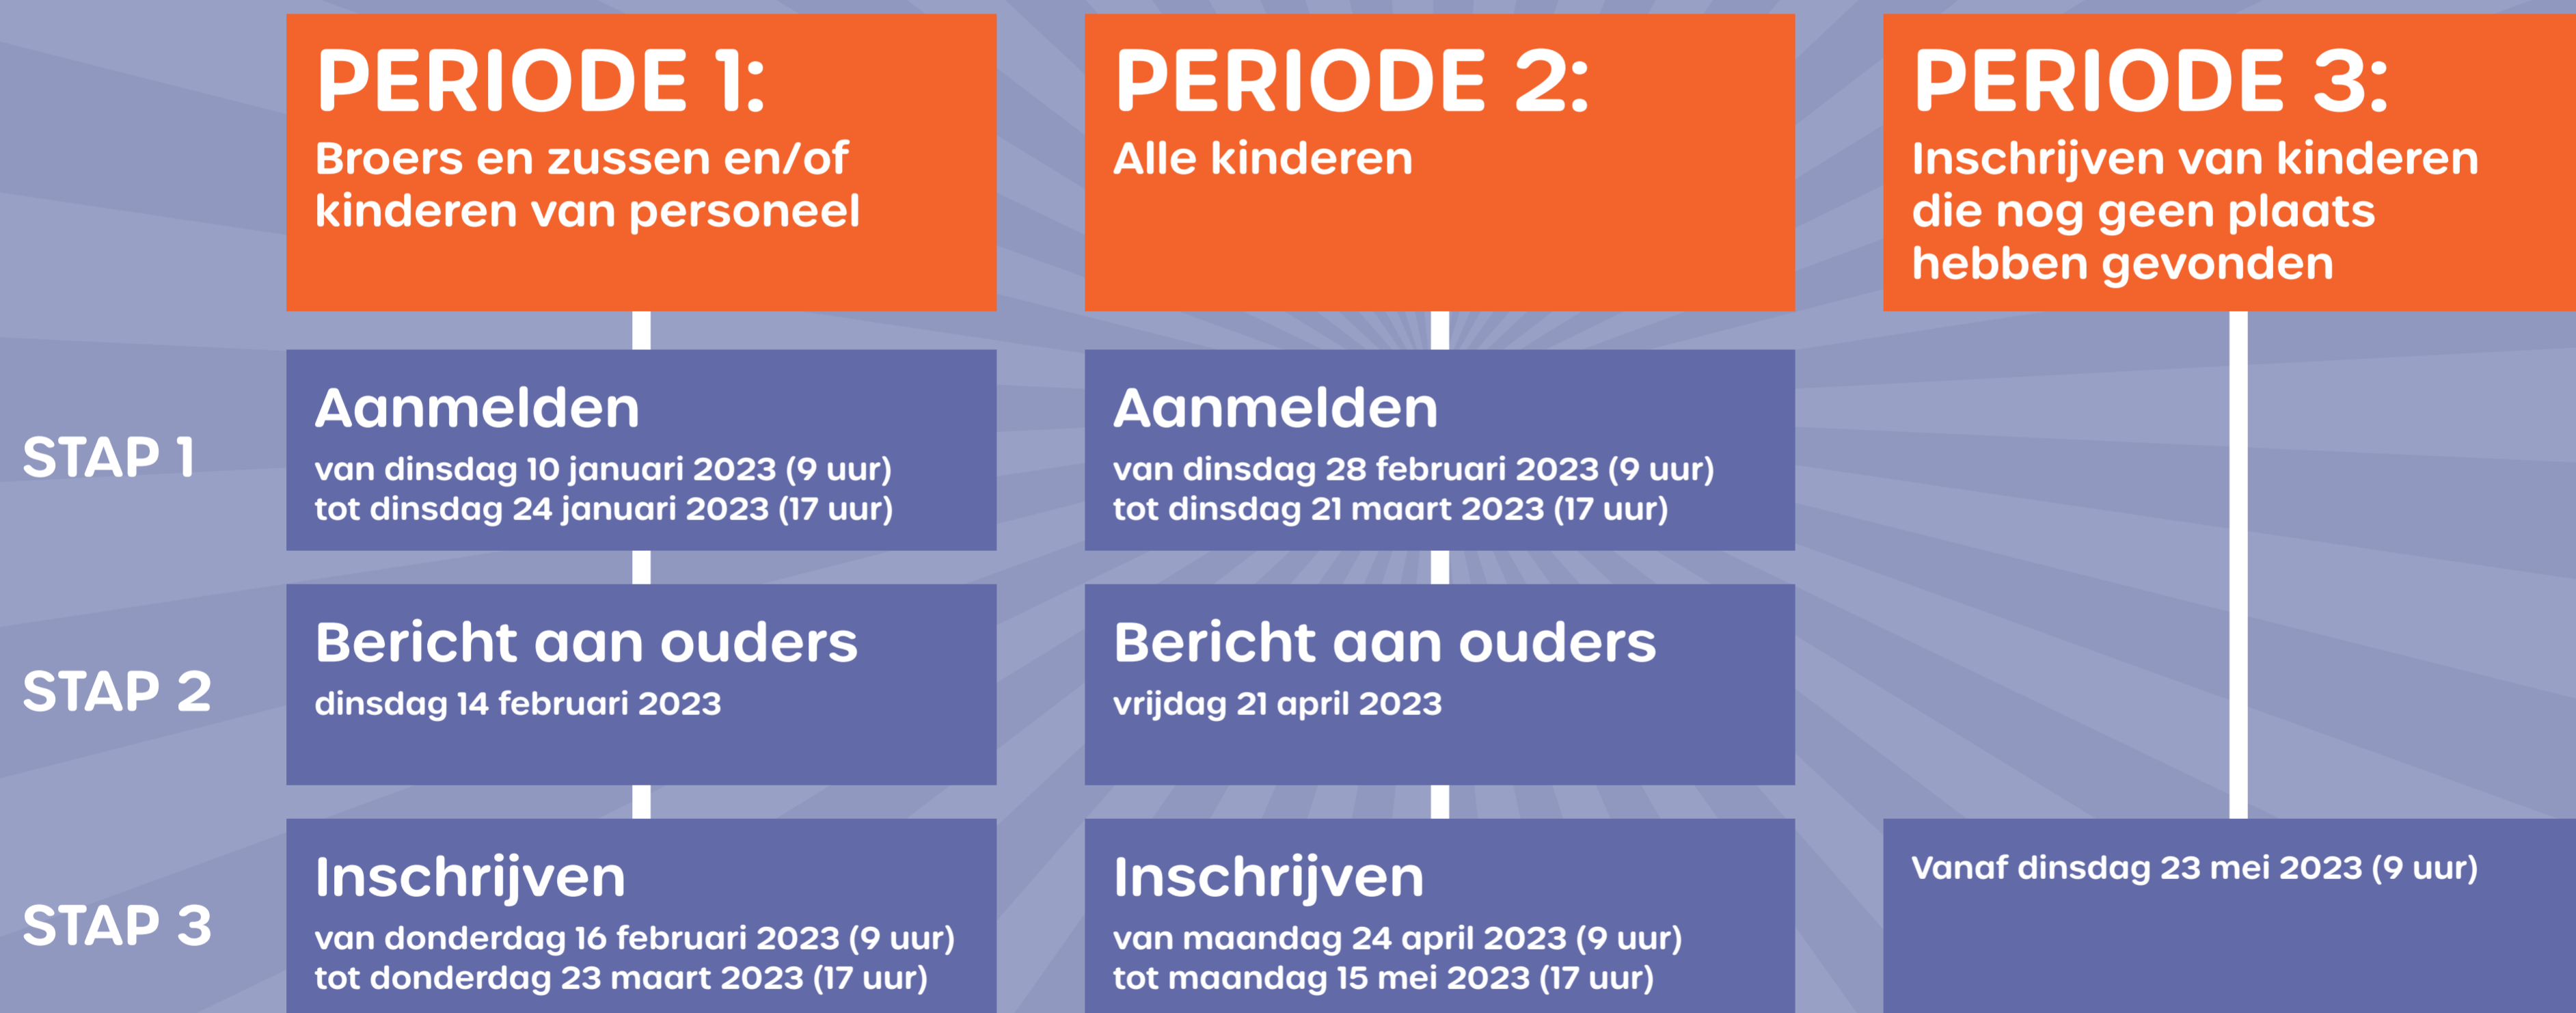 PERIODE 1:
Broers en zussen en/of
kinderen van personeel
PERIODE 2:
Alle kinderen
PERIODE 3:
Inschrijven van kinderen
die nog geen plaats
hebben gevonden
STAP 1
Aanmelden
van dinsdag 10 januari 2023 (9 uur)
tot dinsdag 24 januari 2023 (17 uur)
Aanmelden
van dinsdag 28 februari 2023 (9 uur)
tot dinsdag 21 maart 2023 (17 uur)
STAP 2
Bericht aan ouders
dinsdag 14 februari 2023
Bericht aan ouders
vrijdag 21 april 2023
STAP 3
Inschrijven
van donderdag 16 februari 2023 (9 uur)
tot donderdag 23 maart 2023 (17 uur)
Inschrijven
van maandag 24 april 2023 (9 uur)
tot maandag 15 mei 2023 (17 uur)
Vanaf dinsdag 23 mei 2023 (9 uur)